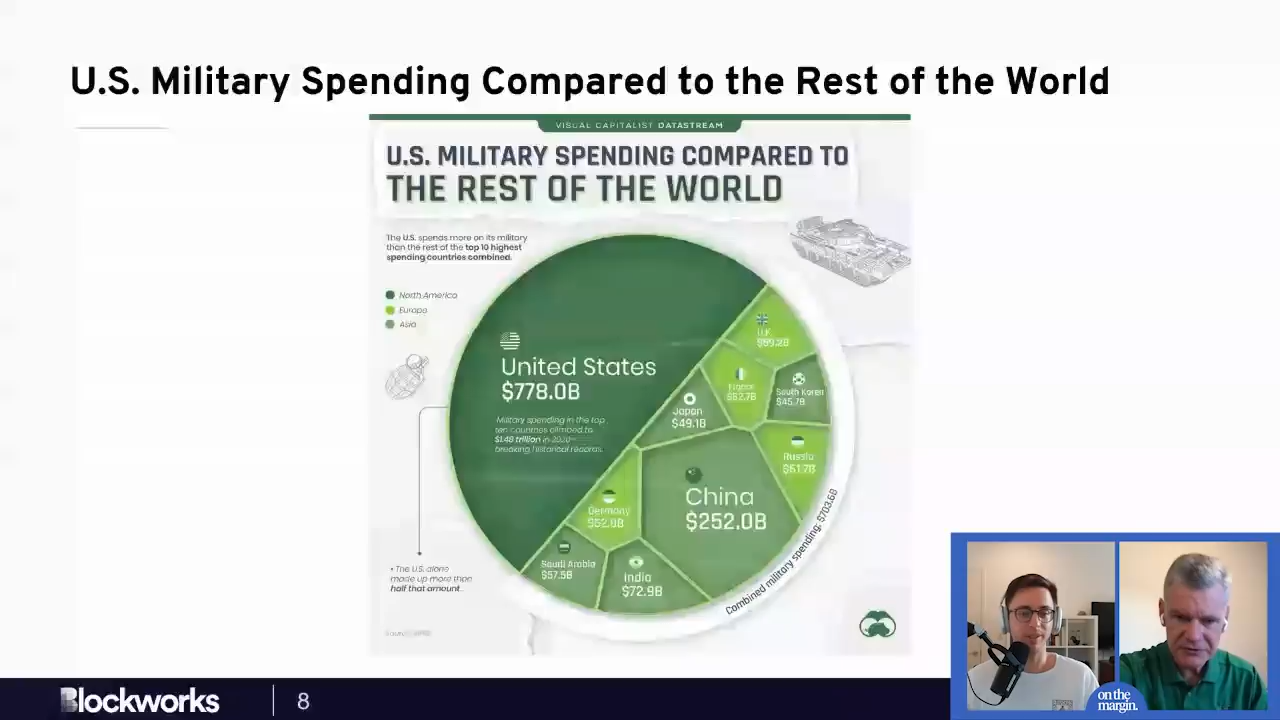 U.S. Military Spending Compared to the Rest of the World
VISUAL CAPITALIST DATASTREAM
U.S. MILITARY SPENDING COMPARED TO
THE REST OF THE WORLD
The U.S. spends more on its military
than the rest of the top 10 highest
spending countries combined.
North America
Europe
Asia
United States
$778.0B
Military spending in the top
ten countries climbed to
$1.48 trillion in 2020—
breaking historical records.
U.K.
$59.2B
France
$52.7B
South Korea
$45.7B
Japan
$49.1B
Russia
$61.7B
China
$252.0B
Germany
$52.8B
Saudi Arabia
$57.5B
India
$72.9B
Combined military spending: $703.6B
• The U.S. alone
made up more than
half that amount.
Blockworks
8
on the
margin.